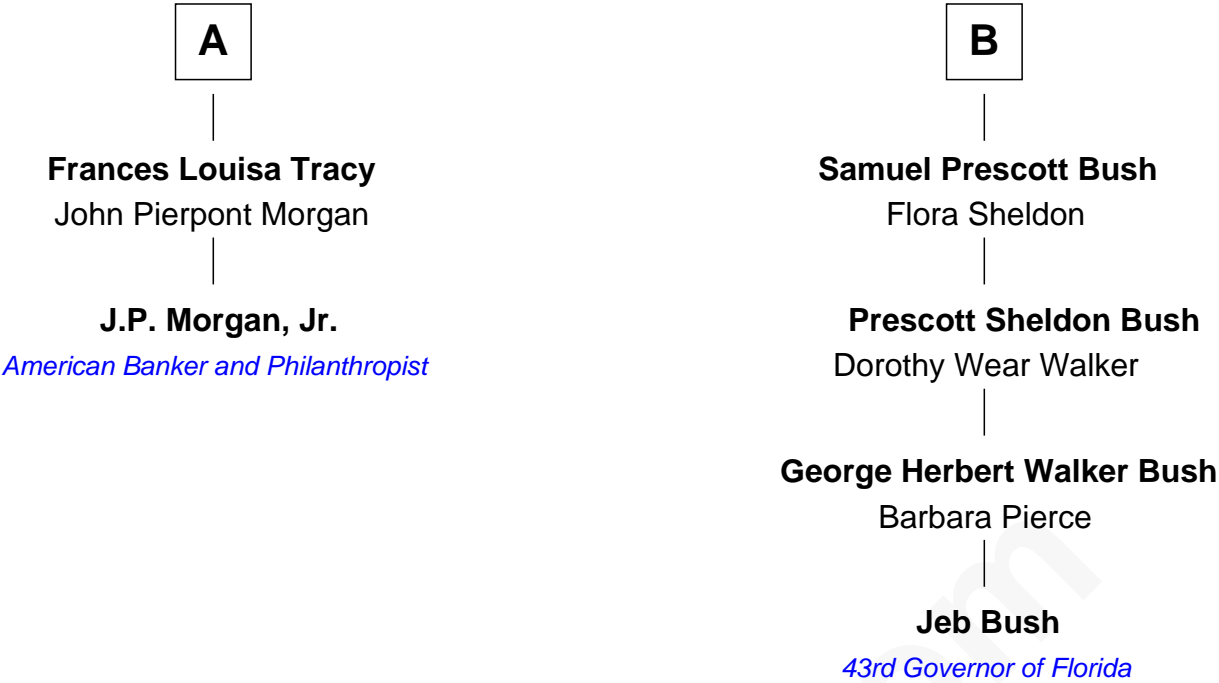 A
Frances Louisa Tracy
John Pierpont Morgan
J.P. Morgan, Jr.
American Banker and Philanthropist
B
Samuel Prescott Bush
Flora Sheldon
Prescott Sheldon Bush
Dorothy Wear Walker
George Herbert Walker Bush
Barbara Pierce
Jeb Bush
43rd Governor of Florida